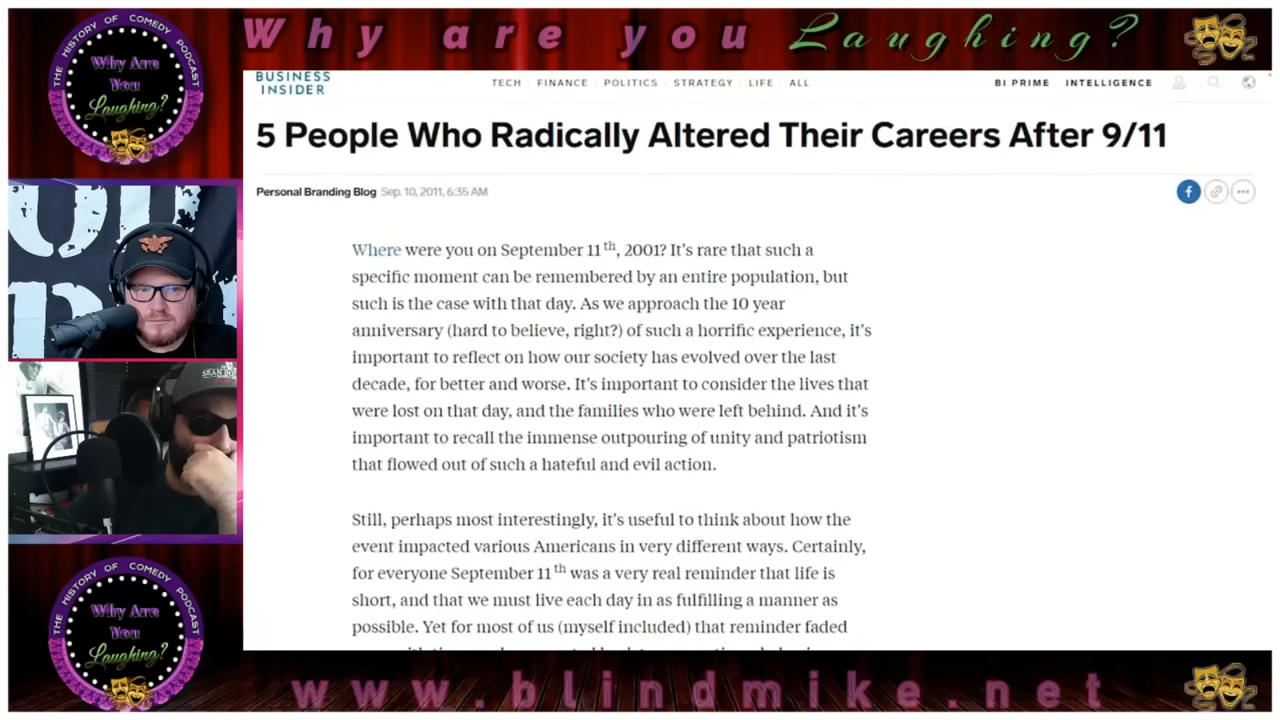 Why are you Laughing?
THE HISTORY OF COMEDY PODCAST
Why Are
You
Laughing?
BUSINESS
INSIDER
TECH FINANCE POLITICS STRATEGY LIFE ALL
BI PRIME INTELLIGENCE
5 People Who Radically Altered Their Careers After 9/11
Personal Branding Blog Sep. 10, 2011, 6:35 AM
Where were you on September 11th, 2001? It's rare that such a
specific moment can be remembered by an entire population, but
such is the case with that day. As we approach the 10 year
anniversary (hard to believe, right?) of such a horrific experience, it's
important to reflect on how our society has evolved over the last
decade, for better and worse. It's important to consider the lives that
were lost on that day, and the families who were left behind. And it's
important to recall the immense outpouring of unity and patriotism
that flowed out of such a hateful and evil action.
Still, perhaps most interestingly, it's useful to think about how the
event impacted various Americans in very different ways. Certainly,
for everyone September 11th was a very real reminder that life is
short, and that we must live each day in as fulfilling a manner as
possible. Yet for most of us (myself included) that reminder faded
SEAN
THE HISTORY OF COMEDY PODCAST
Why Are
You
Laughing?
www.blindmike.net